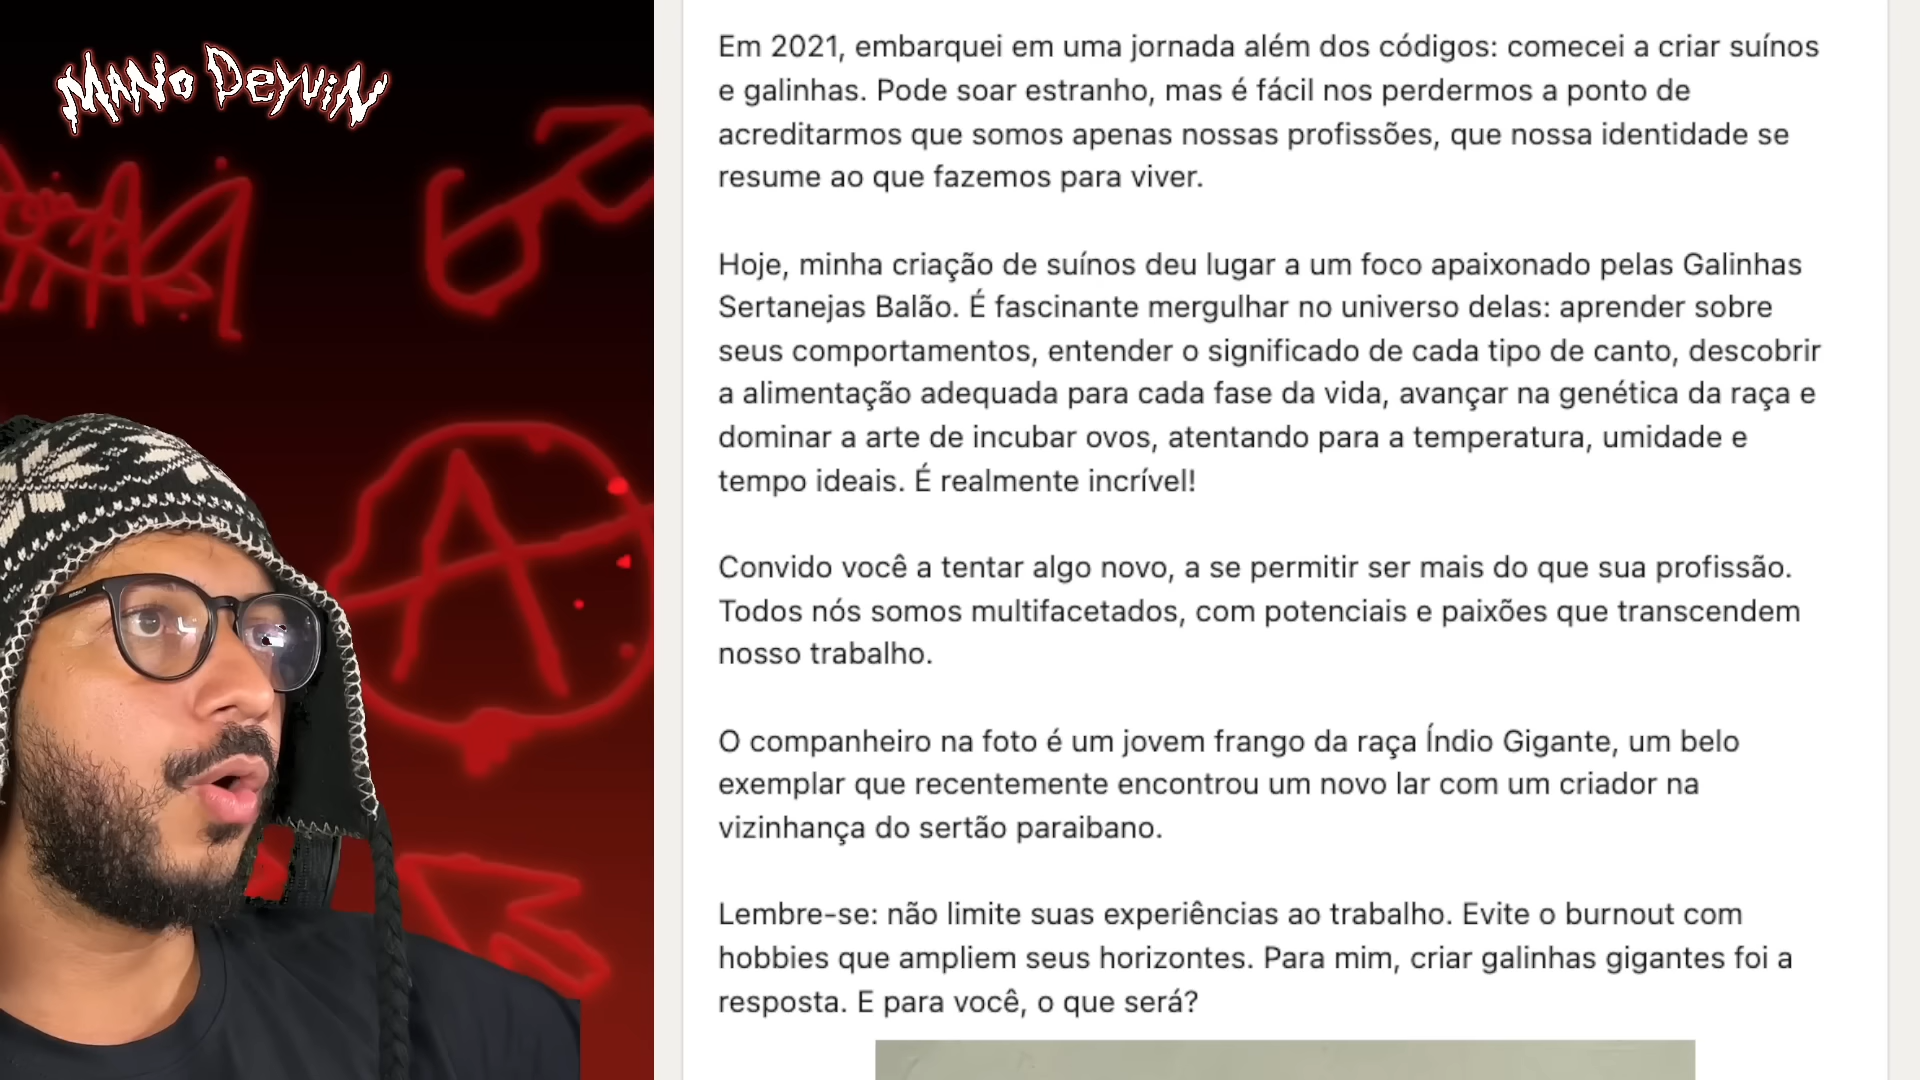 MANO DEYVIN
Em 2021, embarquei em uma jornada além dos códigos: comecei a criar suínos
e galinhas. Pode soar estranho, mas é fácil nos perdermos a ponto de
acreditarmos que somos apenas nossas profissões, que nossa identidade se
resume ao que fazemos para viver.
Hoje, minha criação de suínos deu lugar a um foco apaixonado pelas Galinhas
Sertanejas Balão. É fascinante mergulhar no universo delas: aprender sobre
seus comportamentos, entender o significado de cada tipo de canto, descobrir
a alimentação adequada para cada fase da vida, avançar na genética da raça e
dominar a arte de incubar ovos, atentando para a temperatura, umidade e
tempo ideais. É realmente incrível!
Convido você a tentar algo novo, a se permitir ser mais do que sua profissão.
Todos nós somos multifacetados, com potenciais e paixões que transcendem
nosso trabalho.
O companheiro na foto é um jovem frango da raça Índio Gigante, um belo
exemplar que recentemente encontrou um novo lar com um criador na
vizinhança do sertão paraibano.
Lembre-se: não limite suas experiências ao trabalho. Evite o burnout com
hobbies que ampliem seus horizontes. Para mim, criar galinhas gigantes foi a
resposta. E para você, o que será?